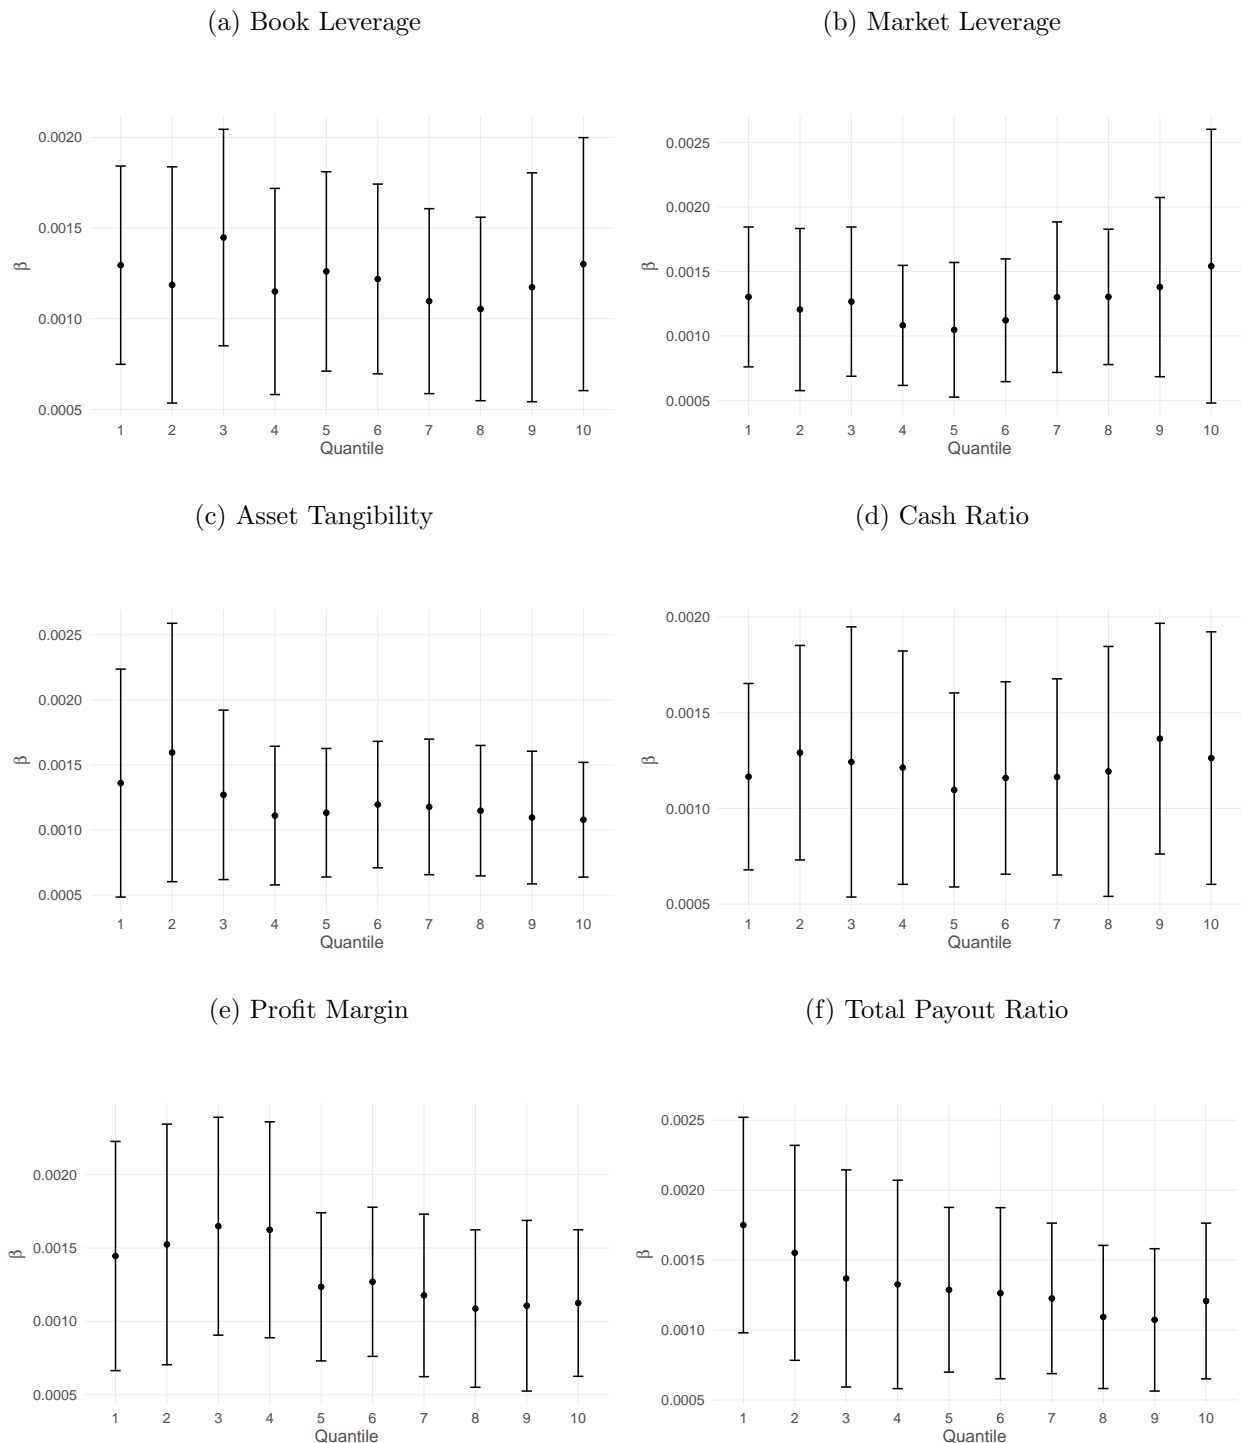 (a) Book Leverage
0.0020
0.0015
0.0010
0.0005
β
1 2 3 4 5 6 7 8 9 10
Quantile
(b) Market Leverage
0.0025
0.0020
0.0015
0.0010
0.0005
β
1 2 3 4 5 6 7 8 9 10
Quantile
(c) Asset Tangibility
0.0025
0.0020
0.0015
0.0010
0.0005
β
1 2 3 4 5 6 7 8 9 10
Quantile
(d) Cash Ratio
0.0020
0.0015
0.0010
0.0005
β
1 2 3 4 5 6 7 8 9 10
Quantile
(e) Profit Margin
0.0020
0.0015
0.0010
0.0005
β
1 2 3 4 5 6 7 8 9 10
Quantile
(f) Total Payout Ratio
0.0025
0.0020
0.0015
0.0010
0.0005
β
1 2 3 4 5 6 7 8 9 10
Quantile